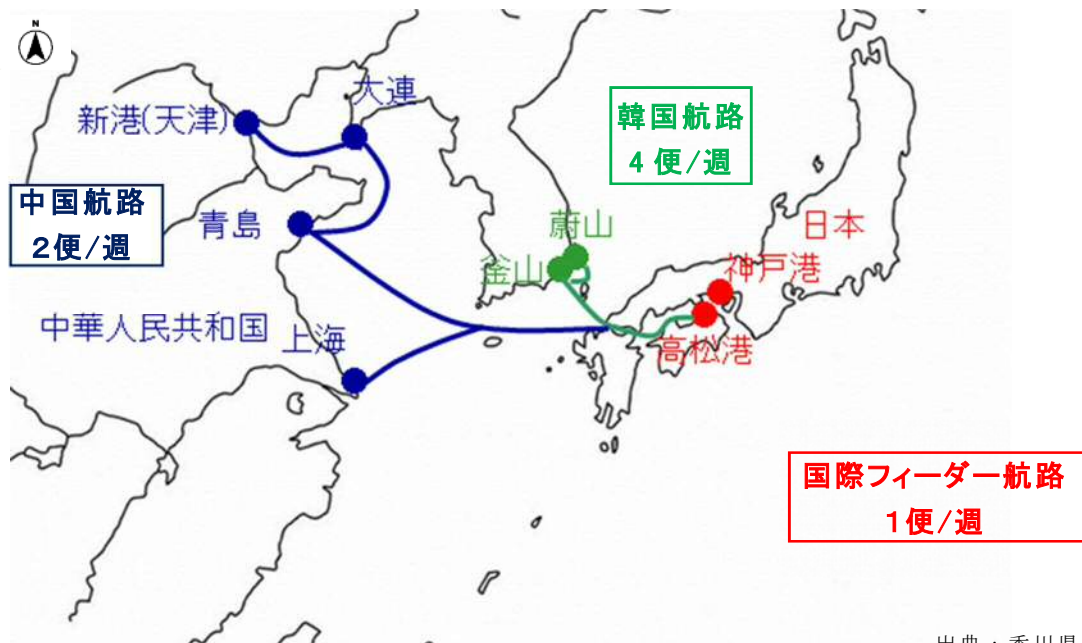 N
大連
新港(天津)
韓国航路
4便/週
中国航路
2便/週
青島
蔚山
釜山
日本
神戸港
中華人民共和国
上海
高松港
国際フィーダー航路
1便/週